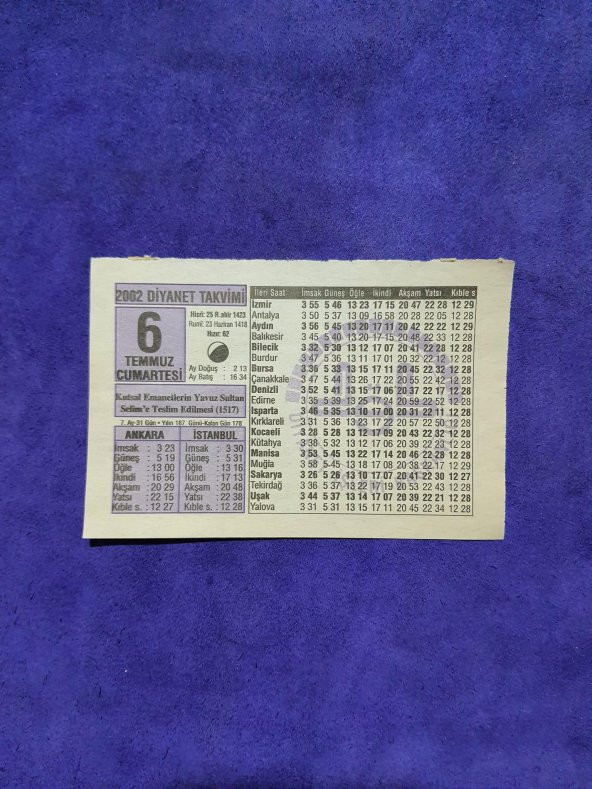 2002 DİYANET TAKVİMİ
6
TEMMUZ
CUMARTESİ
Hicri: 25 R.ahir 1423
Rumi: 23 Haziran 1418
Hızır: 62
Ay Doğuş : 2 13
Ay Batış : 16 34
Kutsal Emanetlerin Yavuz Sultan
Selim'e Teslim Edilmesi (1517)
7. Ay-31 Gün • Yılın 187. Günü-Kalan Gün 178
ANKARA
İmsak : 3 23
Güneş : 5 19
Öğle : 13 00
İkindi : 16 56
Akşam : 20 29
Yatsı : 22 15
Kıble s. : 12 27
İSTANBUL
İmsak : 3 30
Güneş : 5 31
Öğle : 13 16
İkindi : 17 13
Akşam : 20 48
Yatsı : 22 38
Kıble s. : 12 28
İleri Saat İmsak Güneş Öğle İkindi Akşam Yatsı Kıble s
İzmir 3 55 5 46 13 23 17 15 20 47 22 28 12 29
Antalya 3 50 5 37 13 09 16 58 20 28 22 05 12 28
Aydın 3 56 5 45 13 20 17 11 20 42 22 22 12 29
Balıkesir 3 45 5 40 13 20 17 14 20 48 22 33 12 28
Bilecik 3 32 5 30 13 12 17 07 20 41 22 28 12 28
Burdur 3 47 5 36 13 11 17 01 20 32 22 12 28
Bursa 3 36 5 33 13 15 17 11 20 45 22 32 12 28
Çanakkale 3 47 5 44 13 26 17 22 20 55 22 42 12 28
Denizli 3 52 5 41 13 15 17 06 20 37 22 17 12 28
Edirne 3 35 5 39 13 25 17 24 20 59 22 52 12 28
Isparta 3 46 5 35 13 10 17 00 20 31 22 11 12 28
Kırklareli 3 31 5 36 13 23 17 22 20 57 22 50 12 28
Kocaeli 3 28 5 28 13 12 17 09 20 43 22 32 12 28
Kütahya 3 38 5 32 13 12 17 06 20 39 22 23 12 28
Manisa 3 53 5 45 13 22 17 14 20 46 22 28 12 28
Muğla 3 58 5 45 13 18 17 08 20 38 22 17 12 29
Sakarya 3 26 5 26 13 10 17 07 20 41 22 30 12 27
Tekirdağ 3 36 5 37 13 22 17 19 20 53 22 43 12 28
Uşak 3 44 5 37 13 14 17 07 20 39 22 21 12 28
Yalova 3 31 5 31 13 15 17 11 20 45 22 34 12 28